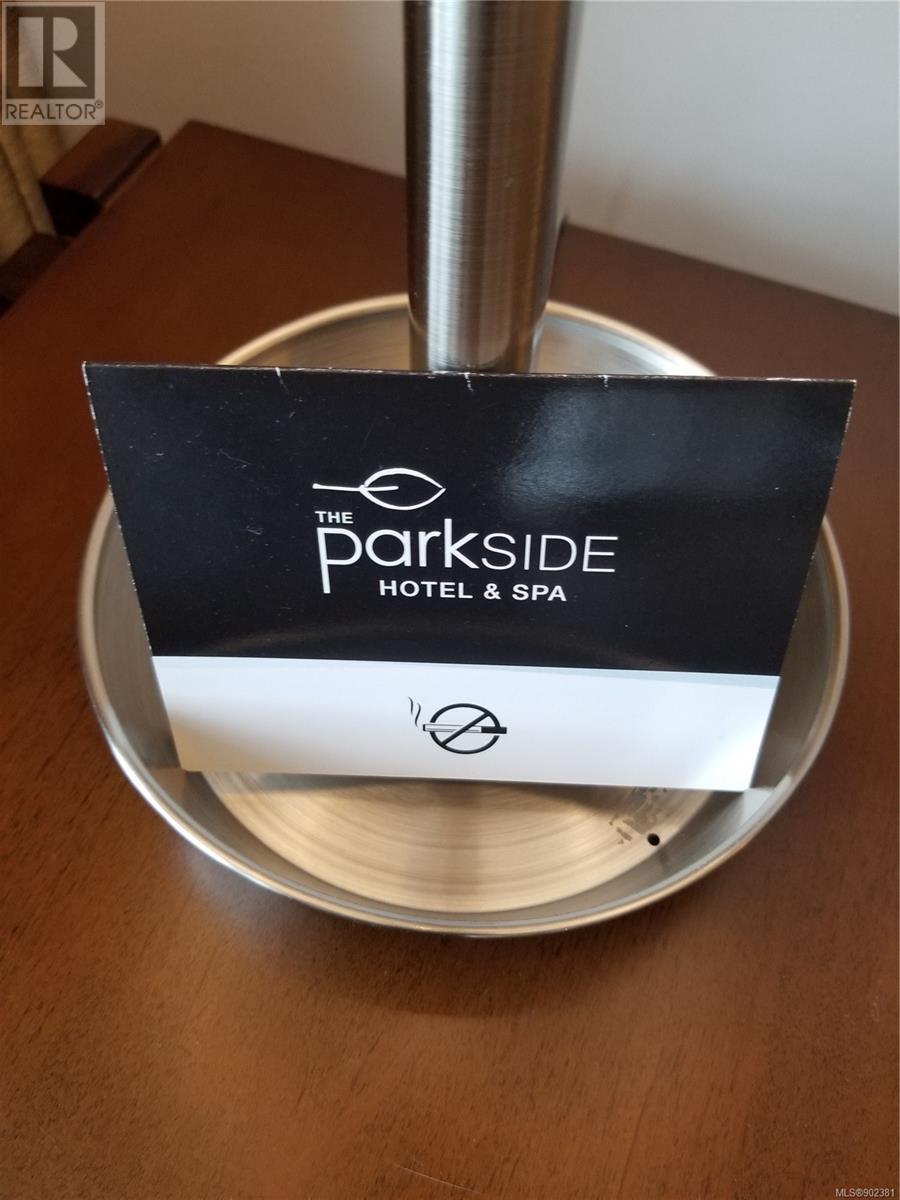 R
REALTOR®
THE
parkSIDE
HOTEL & SPA
MLS®902381